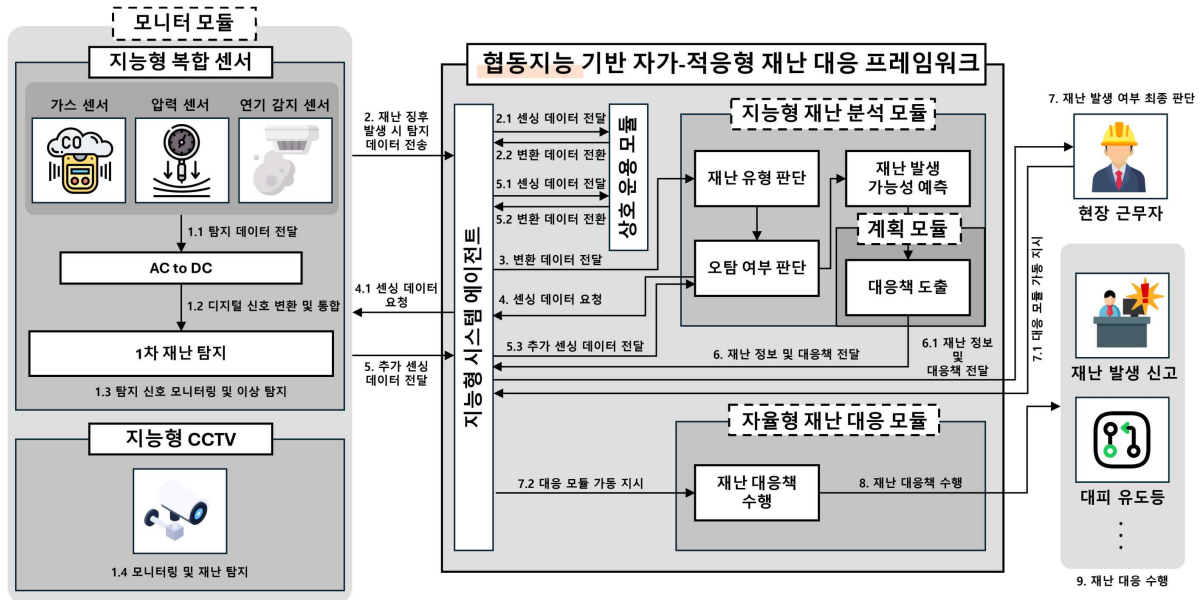 모니터 모듈
지능형 복합 센서
가스 센서
압력 센서
연기 감지 센서
CO
1.1 탐지 데이터 전달
AC to DC
1.2 디지털 신호 변환 및 통합
1차 재난 탐지
1.3 탐지 신호 모니터링 및 이상 탐지
지능형 CCTV
1.4 모니터링 및 재난 탐지
2. 재난 징후
발생 시 탐지
데이터 전송
4.1 센싱 데이터
요청
5. 추가 센싱
데이터 전달
협동지능 기반 자가-적응형 재난 대응 프레임워크
지능형 시스템 에이전트
2.1 센싱 데이터 전달
2.2 변환 데이터 전환
5.1 센싱 데이터 전달
5.2 변환 데이터 전환
상호 운용 모듈
3. 변환 데이터 전달
4. 센싱 데이터 요청
5.3 추가 센싱 데이터 전달
지능형 재난 분석 모듈
재난 유형 판단
재난 발생
가능성 예측
오탐 여부 판단
계획 모듈
대응책 도출
6. 재난 정보 및 대응책 전달
6.1 재난 정보
및
대응책 전달
자율형 재난 대응 모듈
7.2 대응 모듈 가동 지시
재난 대응책
수행
8. 재난 대응책 수행
7. 재난 발생 여부 최종 판단
현장 근무자
7.1 대응 모듈 가동 지시
재난 발생 신고
대피 유도등
9. 재난 대응 수행